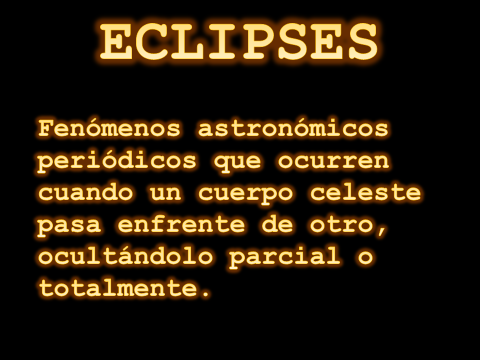 ECLIPSES
Fenómenos astronómicos
periódicos que ocurren
cuando un cuerpo celeste
pasa enfrente de otro,
ocultándolo parcial o
totalmente.